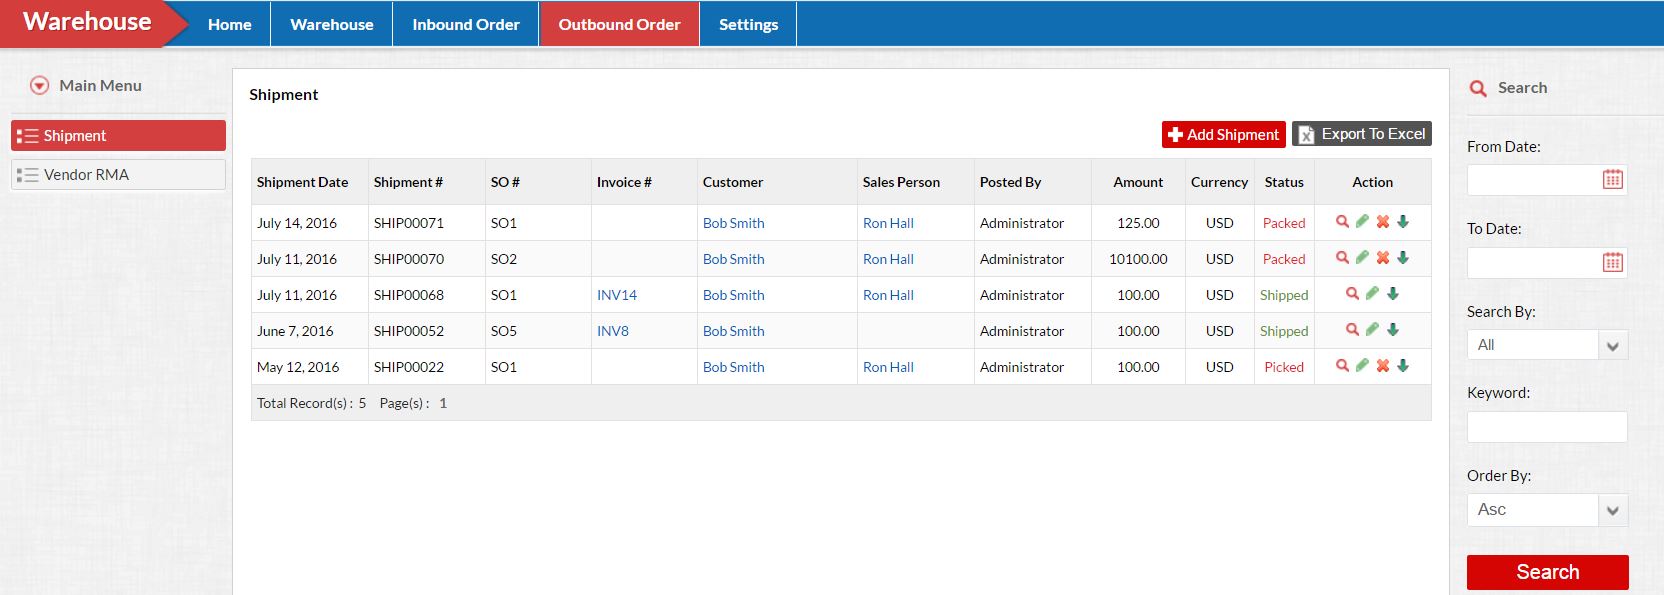 Warehouse Home Warehouse Inbound Order Outbound Order Settings
Main Menu
Shipment
Vendor RMA
Shipment
Add Shipment Export To Excel
Shipment Date Shipment # SO # Invoice # Customer Sales Person Posted By Amount Currency Status Action
July 14, 2016 SHIP00071 SO1 Bob Smith Ron Hall Administrator 125.00 USD Packed
July 11, 2016 SHIP00070 SO2 Bob Smith Ron Hall Administrator 10100.00 USD Packed
July 11, 2016 SHIP00068 SO1 INV14 Bob Smith Ron Hall Administrator 100.00 USD Shipped
June 7, 2016 SHIP00052 SO5 INV8 Bob Smith Administrator 100.00 USD Shipped
May 12, 2016 SHIP00022 SO1 Bob Smith Ron Hall Administrator 100.00 USD Picked
Total Record(s) : 5 Page(s) : 1
Search
From Date:
To Date:
Search By:
All
Keyword:
Order By:
Asc
Search